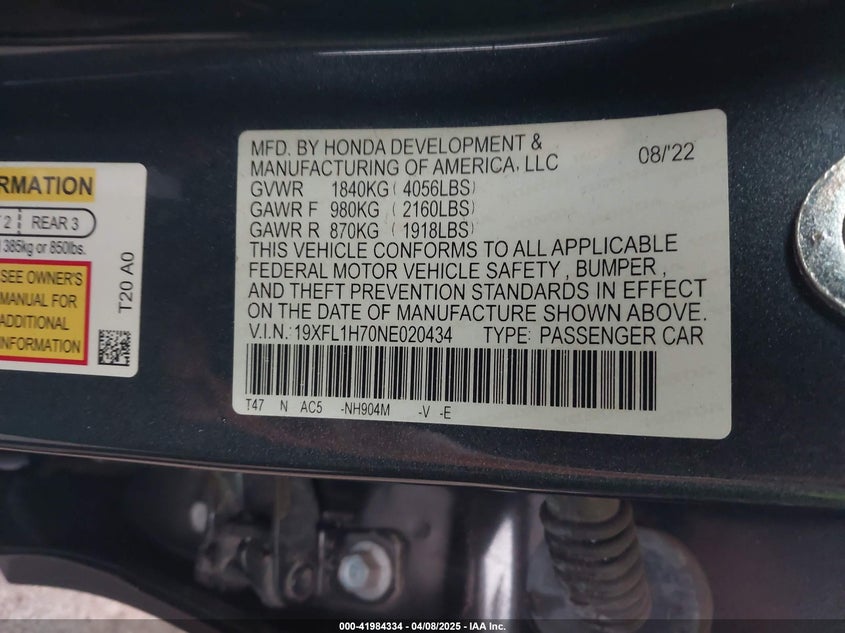 RMATION
2 REAR 3
385kg or 850lbs.
SEE OWNER'S
MANUAL FOR
ADDITIONAL
INFORMATION
T20 A0
MFD. BY HONDA DEVELOPMENT &
MANUFACTURING OF AMERICA, LLC 08/'22
GVWR 1840KG ( 4056LBS)
GAWR F 980KG ( 2160LBS)
GAWR R 870KG ( 1918LBS)
THIS VEHICLE CONFORMS TO ALL APPLICABLE
FEDERAL MOTOR VEHICLE SAFETY , BUMPER ,
AND THEFT PREVENTION STANDARDS IN EFFECT
ON THE DATE OF MANUFACTURE SHOWN ABOVE.
V.I.N.: 19XFL1H70NE020434 TYPE: PASSENGER CAR
T47 N AC5 -NH904M -V -E
000-41984334 | 04/08/2025 | IAA Inc.